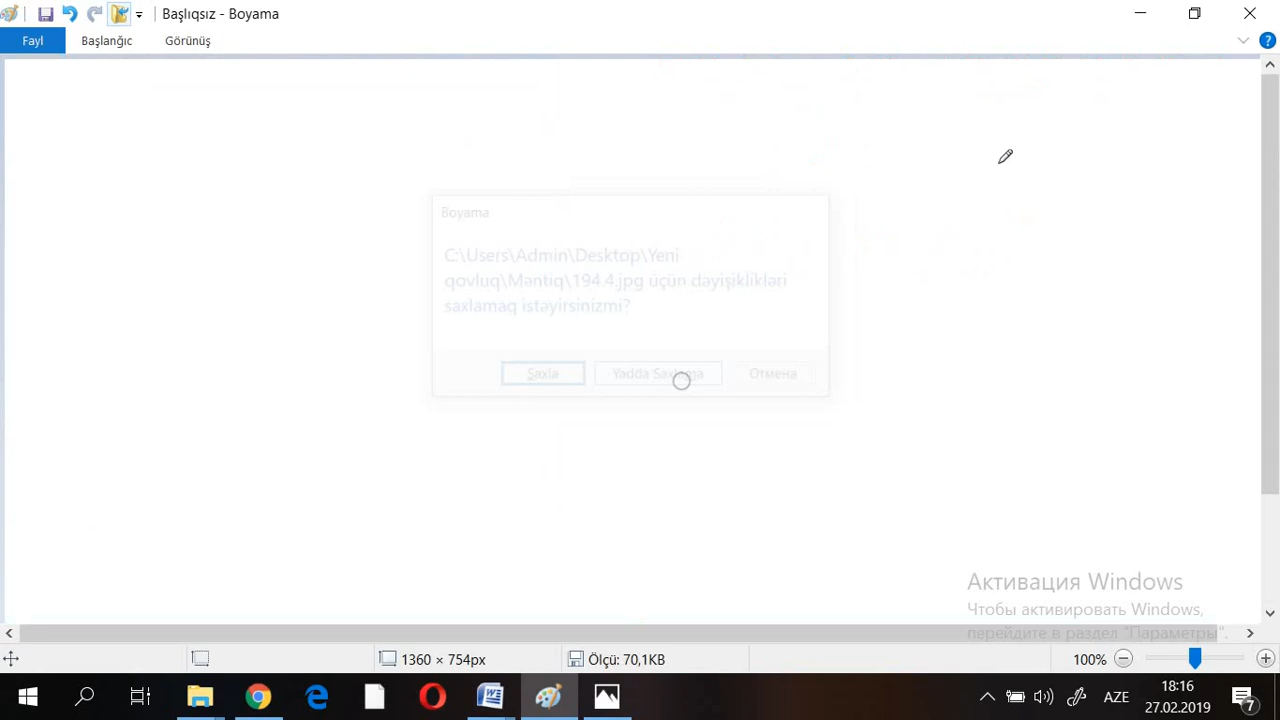 Başlıqsız - Boyama
Fayl Başlanğıc Görünüş
Boyama
C:\Users\Admin\Desktop\Yeni
qovluq\Məntiq\194.4.jpg üçün dəyişiklikləri
saxlamaq istəyirsinizmi?
Saxla Yadda Saxlama Отмена
Активация Windows
Чтобы активировать Windows,
перейдите в раздел "Параметры".
1360 × 754px Ölçü: 70,1KB 100%
AZE 18:16
27.02.2019 7